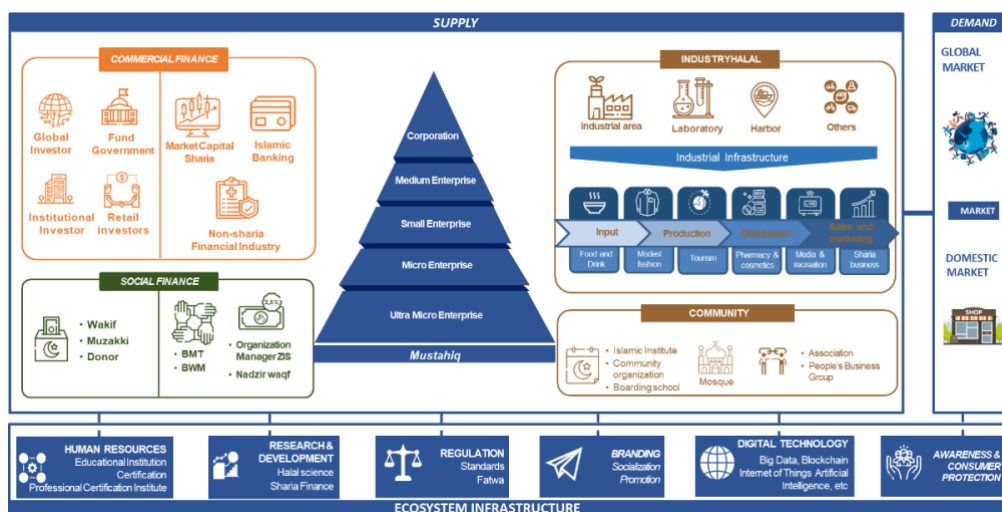 SUPPLY
DEMAND
COMMERCIAL FINANCE
Global
Investor
Fund
Government
Market Capital
Sharia
Islamic
Banking
Institutional
Investor
Retail
investors
Non-sharia
Financial Industry
SOCIAL FINANCE
• Wakif
• Muzakki
• Donor
• BMT
• BWM
2,5%
• Organization
Manager ZIS
• Nadzir waqf
Corporation
Medium Enterprise
Small Enterprise
Micro Enterprise
Ultra Micro Enterprise
Mustahiq
INDUSTRYHALAL
Industrial area
Laboratory
Harbor
Others
Industrial Infrastructure
Input
Production
Distribution
Sales and
marketing
Food and
Drink
Modest
fashion
Tourism
Pharmacy &
cosmetics
Media &
recreation
Sharia
business
COMMUNITY
• Islamic Institute
• Community
organization
• Boarding school
Mosque
• Association
• People's Business
Group
GLOBAL
MARKET
MARKET
DOMESTIC
MARKET
SHOP
HUMAN RESOURCES
Educational Institution
Certification
Professional Certification Institute
RESEARCH &
DEVELOPMENT
Halal science
Sharia Finance
REGULATION
Standards
Fatwa
BRANDING
Socialization
Promotion
DIGITAL TECHNOLOGY
Big Data, Blockchain
Internet of Things Artificial
Intelligence, etc
AWARENESS &
CONSUMER
PROTECTION
ECOSYSTEM INFRASTRUCTURE